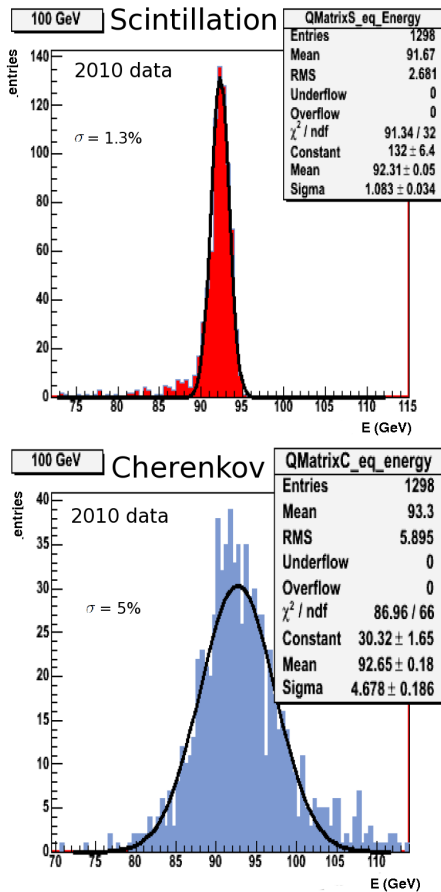 100 GeV
Scintillation
QMatrixS_eq_Energy
Entries 1298
Mean 91.67
RMS 2.681
Underflow 0
Overflow 0
χ² / ndf 91.34 / 32
Constant 132 ± 6.4
Mean 92.31 ± 0.05
Sigma 1.083 ± 0.034
entries
2010 data
σ = 1.3%
140
120
100
80
60
40
20
0
75 80 85 90 95 100 105 110 115
E (GeV)
100 GeV
Cherenkov
QMatrixC_eq_energy
Entries 1298
Mean 93.3
RMS 5.895
Underflow 0
Overflow 0
χ² / ndf 86.96 / 66
Constant 30.32 ± 1.65
Mean 92.65 ± 0.18
Sigma 4.678 ± 0.186
entries
2010 data
σ = 5%
40
35
30
25
20
15
10
5
0
70 75 80 85 90 95 100 105 110
E (GeV)